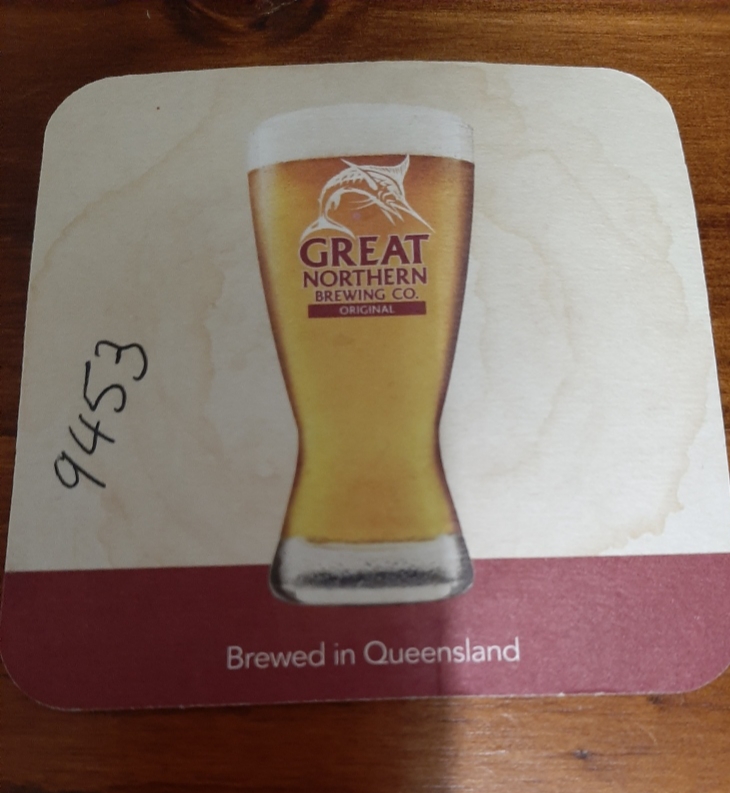 GREAT
NORTHERN
BREWING CO.
ORIGINAL
9453
Brewed in Queensland